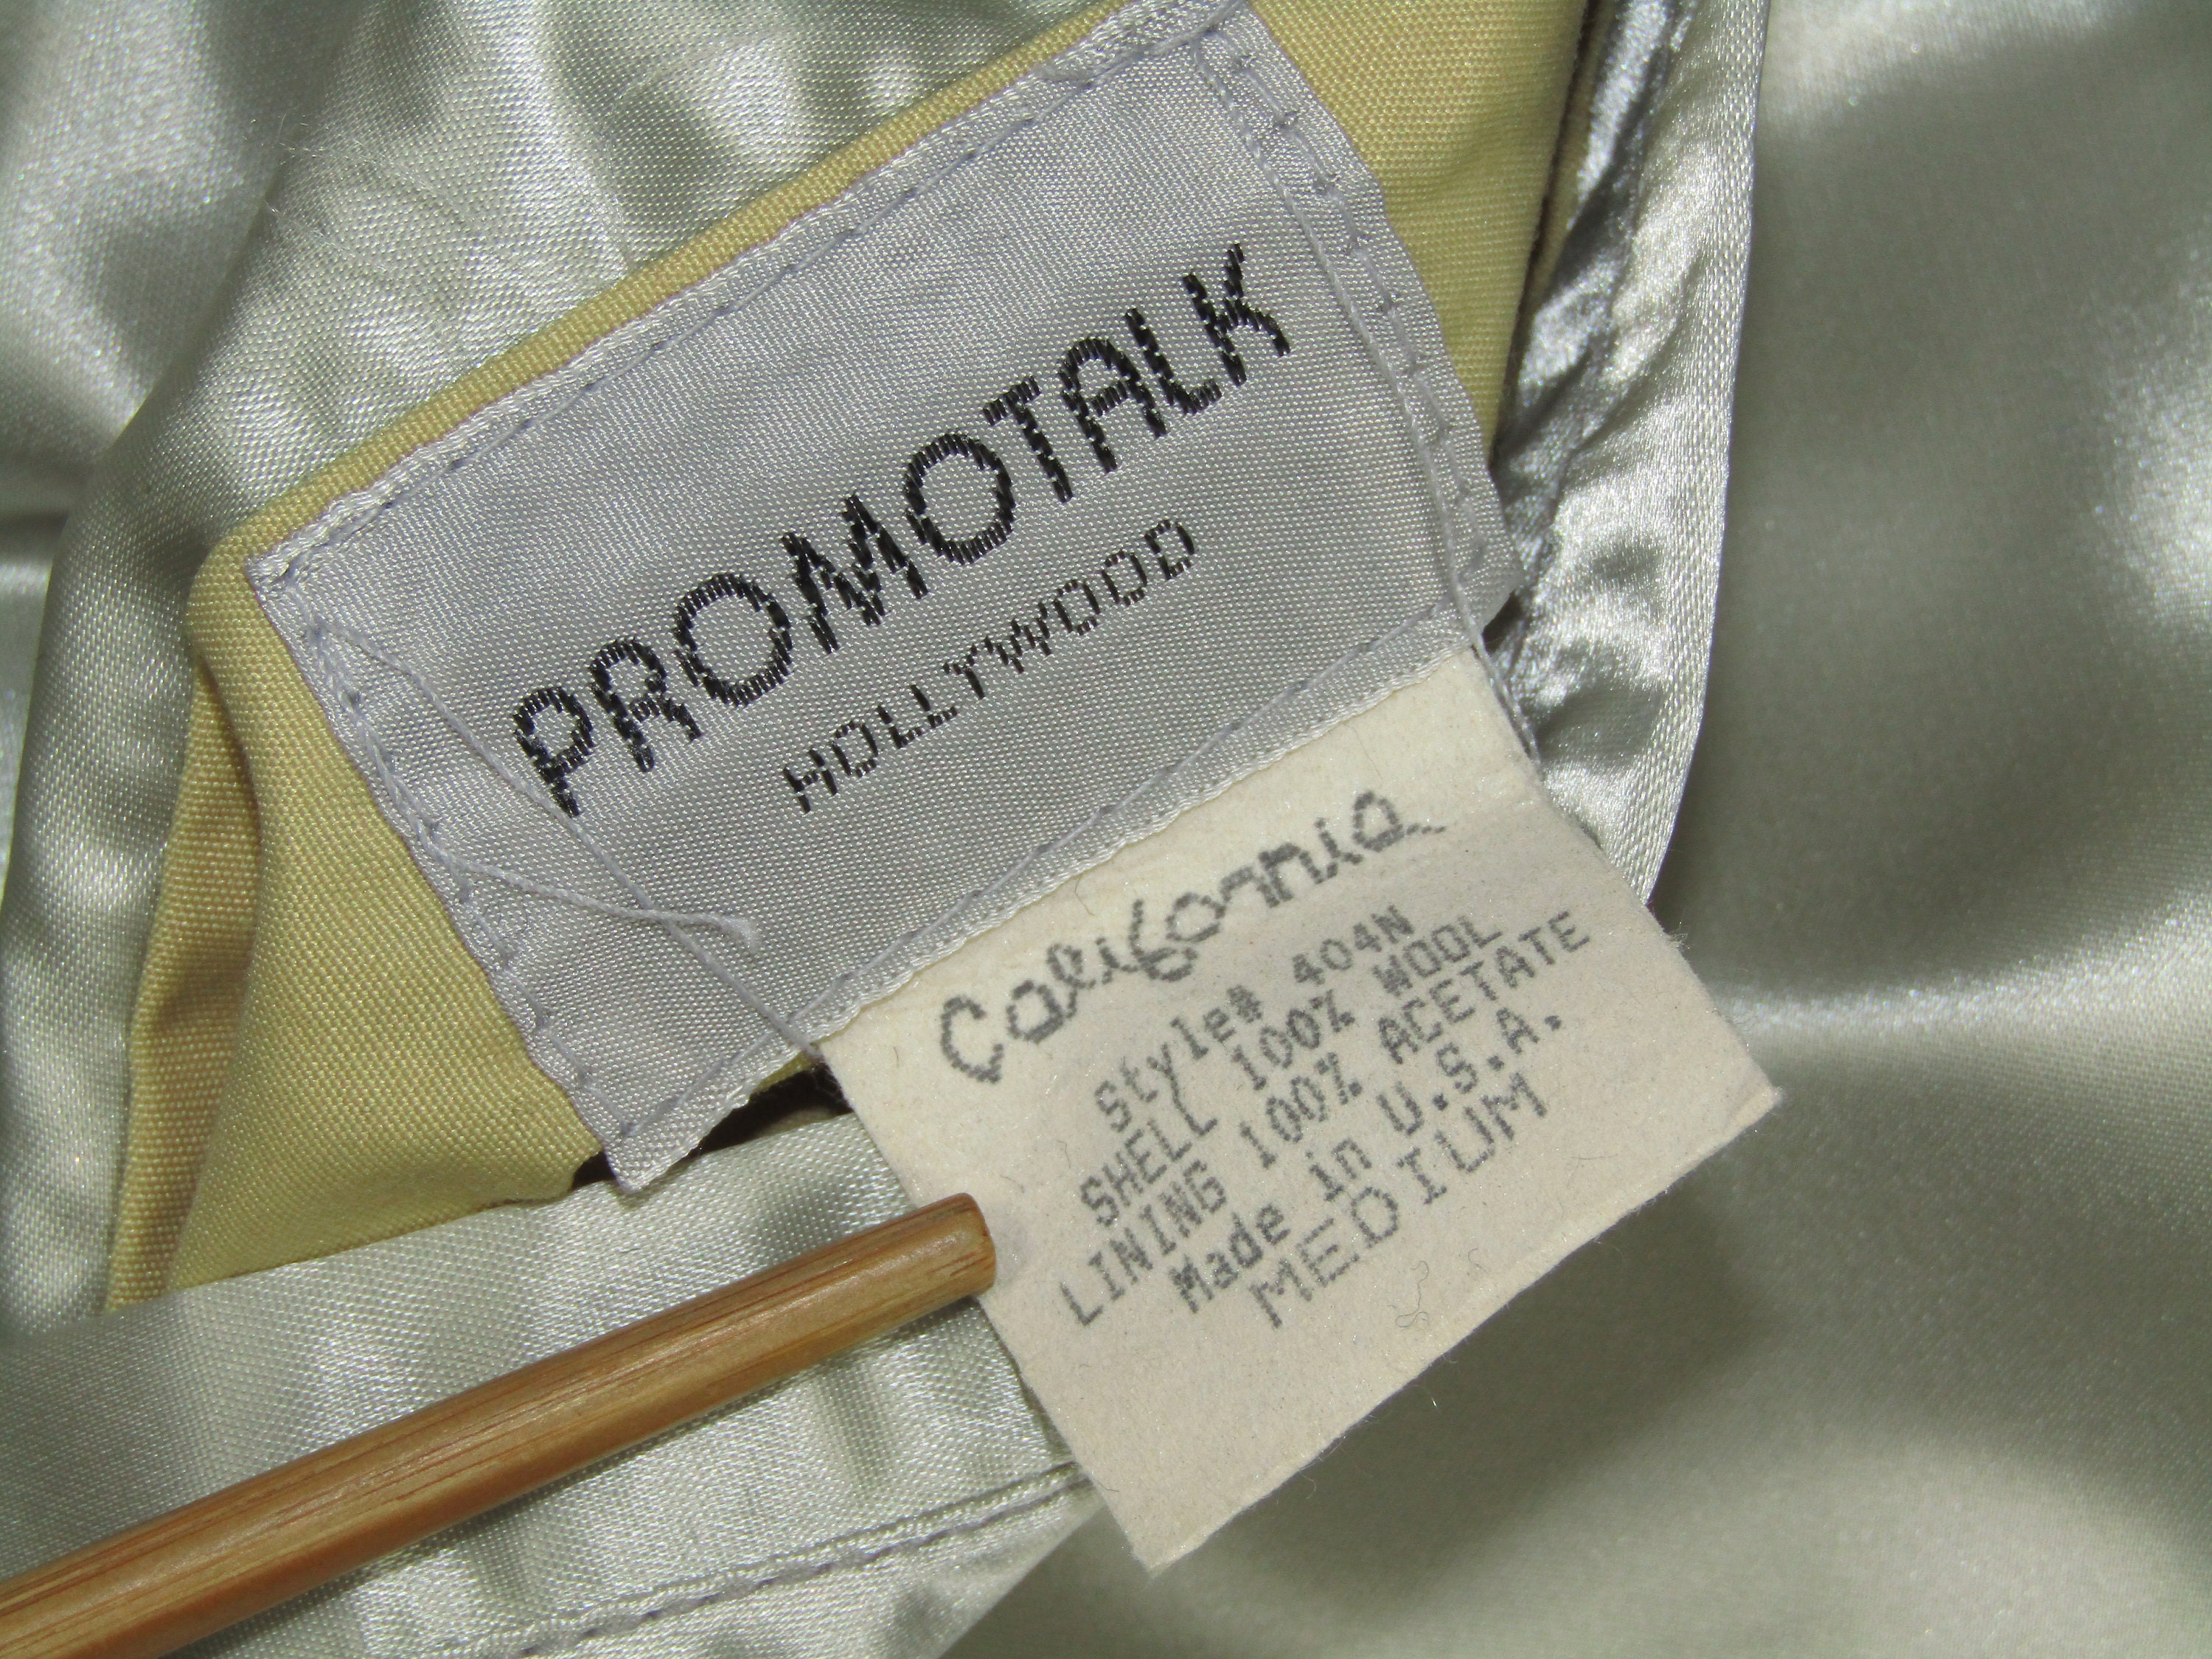 PROMOTALK
HOLLYWOOD
California
style# 404N
SHELL 100% WOOL
LINING 100% ACETATE
Made in U.S.A.
MEDIUM